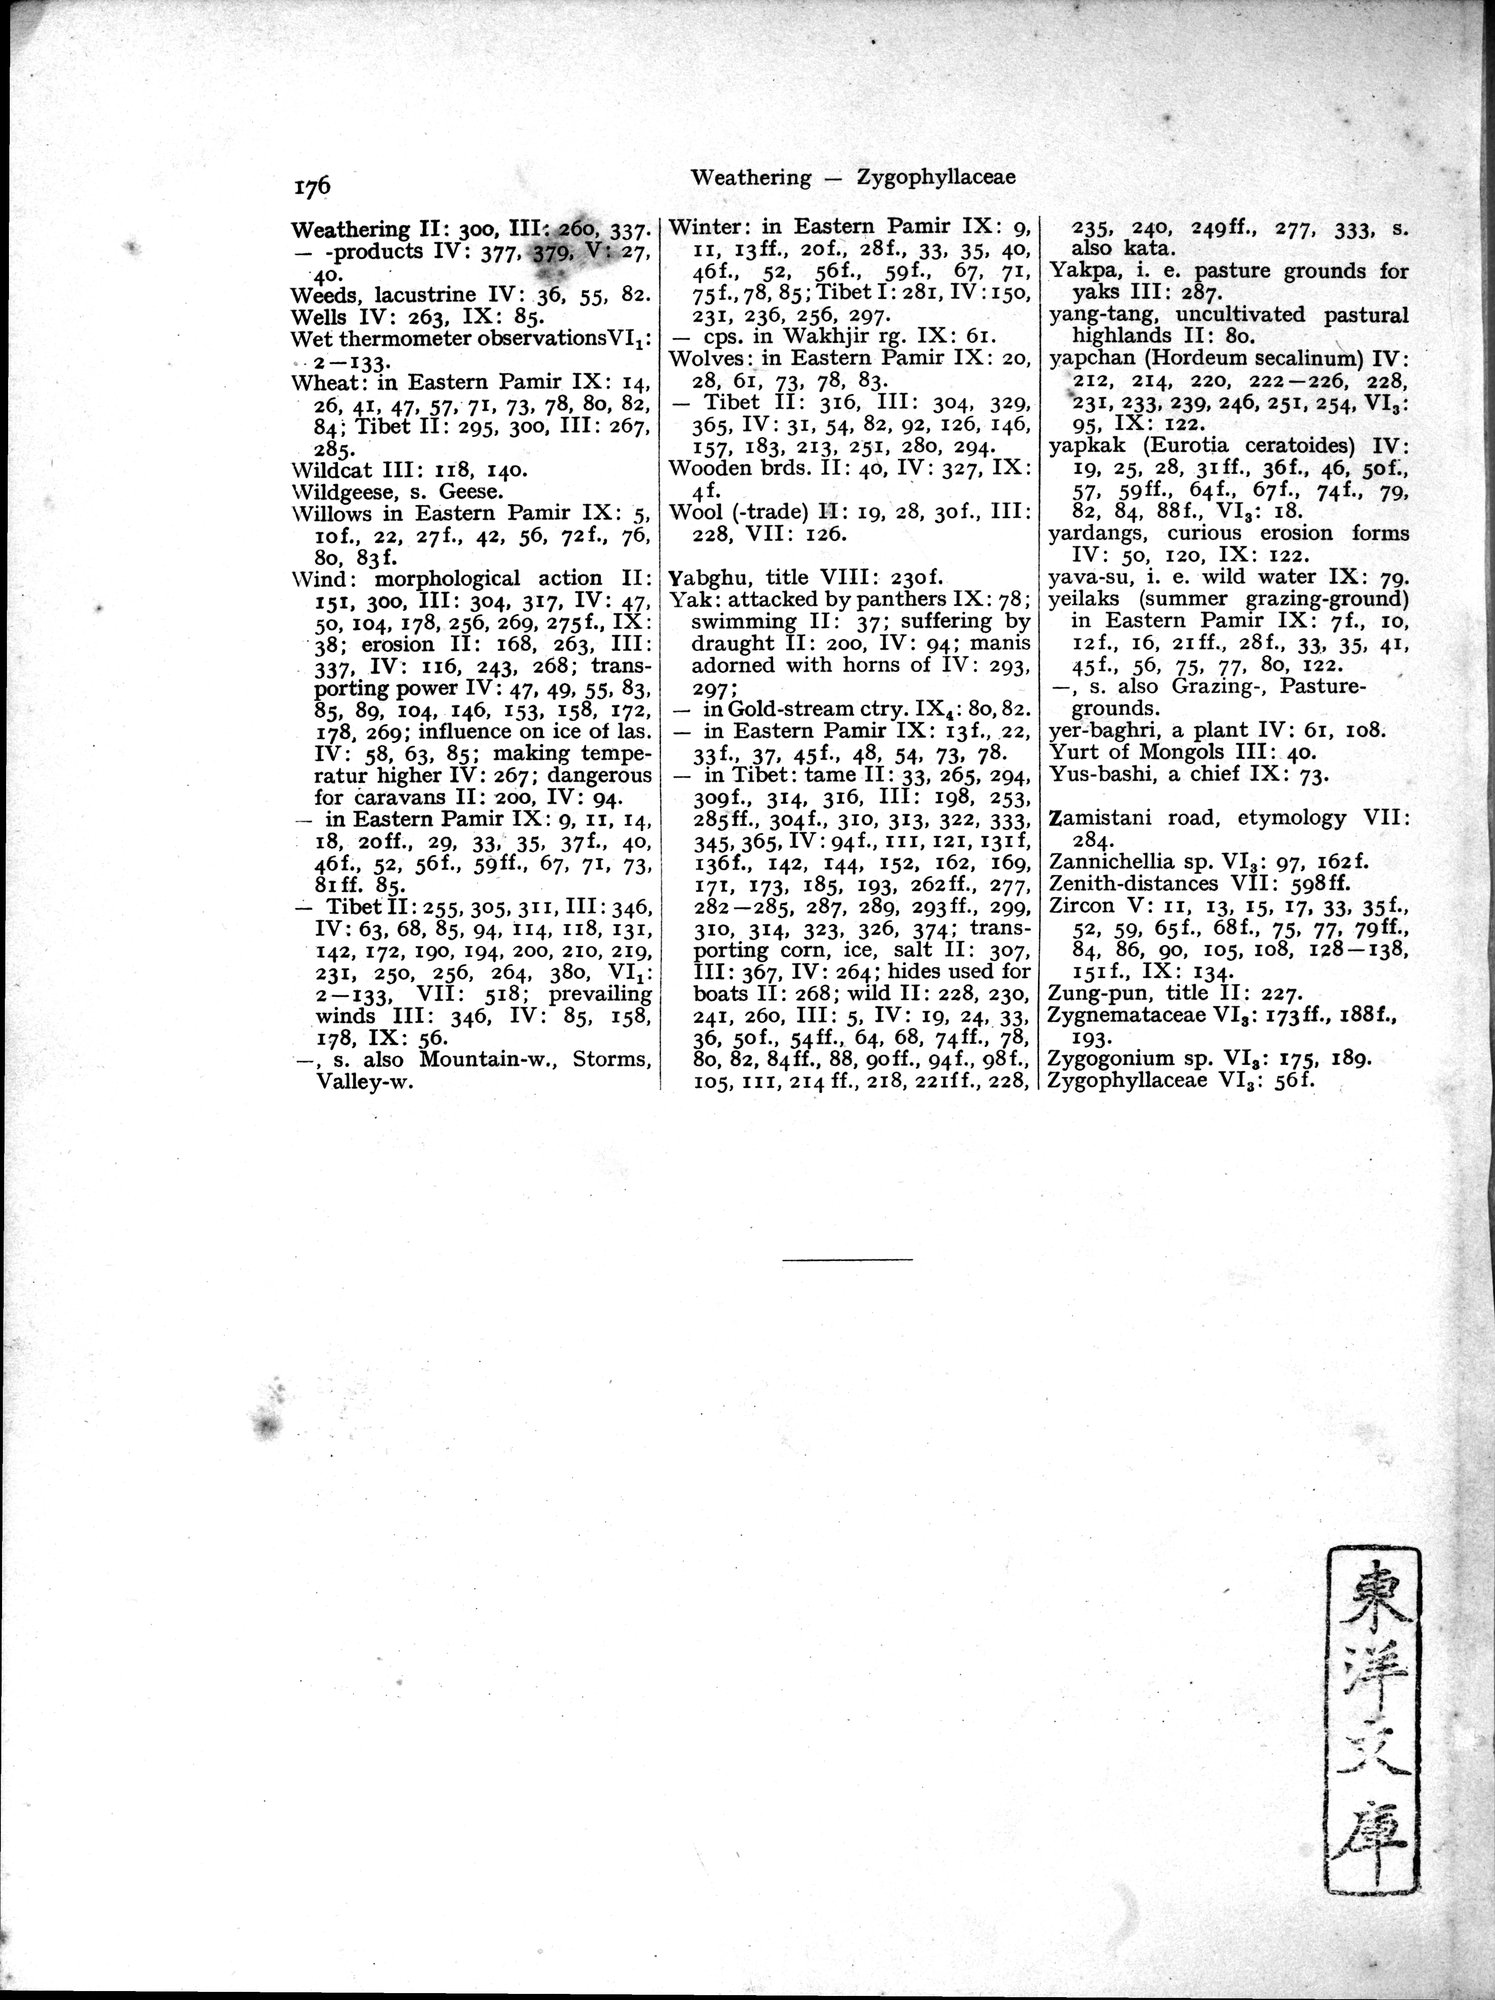 176
Weathering — Zygophyllaceae
Weathering II: 300, III: 260, 337.
— -products IV: 377, 379, V: 27,
40.
Weeds, lacustrine IV: 36, 55, 82.
Wells IV: 263, IX: 85.
Wet thermometer observations VI₁:
2—133.
Wheat: in Eastern Pamir IX: 14,
26, 41, 47, 57, 71, 73, 78, 80, 82,
84; Tibet II: 295, 300, III: 267,
285.
Wildcat III: 118, 140.
Wildgeese, s. Geese.
Willows in Eastern Pamir IX: 5,
10f., 22, 27f., 42, 56, 72f., 76,
80, 83f.
Wind: morphological action II:
151, 300, III: 304, 317, IV: 47,
50, 104, 178, 256, 269, 275f., IX:
38; erosion II: 168, 263, III:
337, IV: 116, 243, 268; trans-
porting power IV: 47, 49, 55, 83,
85, 89, 104, 146, 153, 158, 172,
178, 269; influence on ice of las.
IV: 58, 63, 85; making tempe-
ratur higher IV: 267; dangerous
for caravans II: 200, IV: 94.
— in Eastern Pamir IX: 9, 11, 14,
18, 20ff., 29, 33, 35, 37f., 40,
46f., 52, 56f., 59ff., 67, 71, 73,
81ff. 85.
— Tibet II: 255, 305, 311, III: 346,
IV: 63, 68, 85, 94, 114, 118, 131,
142, 172, 190, 194, 200, 210, 219,
231, 250, 256, 264, 380, VI₁:
2—133, VII: 518; prevailing
winds III: 346, IV: 85, 158,
178, IX: 56.
—, s. also Mountain-w., Storms,
Valley-w.
Winter: in Eastern Pamir IX: 9,
11, 13ff., 20f., 28f., 33, 35, 40,
46f., 52, 56f., 59f., 67, 71,
75f., 78, 85; Tibet I: 281, IV: 150,
231, 236, 256, 297.
— cps. in Wakhjir rg. IX: 61.
Wolves: in Eastern Pamir IX: 20,
28, 61, 73, 78, 83.
— Tibet II: 316, III: 304, 329,
365, IV: 31, 54, 82, 92, 126, 146,
157, 183, 213, 251, 280, 294.
Wooden brds. II: 40, IV: 327, IX:
4f.
Wool (-trade) II: 19, 28, 30f., III:
228, VII: 126.
Yabghu, title VIII: 230f.
Yak: attacked by panthers IX: 78;
swimming II: 37; suffering by
draught II: 200, IV: 94; manis
adorned with horns of IV: 293,
297;
— in Gold-stream ctry. IX₄: 80, 82.
— in Eastern Pamir IX: 13f., 22,
33f., 37, 45f., 48, 54, 73, 78.
— in Tibet: tame II: 33, 265, 294,
309f., 314, 316, III: 198, 253,
285ff., 304f., 310, 313, 322, 333,
345, 365, IV: 94f., 111, 121, 131f,
136f., 142, 144, 152, 162, 169,
171, 173, 185, 193, 262ff., 277,
282—285, 287, 289, 293ff., 299,
310, 314, 323, 326, 374; trans-
porting corn, ice, salt II: 307,
III: 367, IV: 264; hides used for
boats II: 268; wild II: 228, 230,
241, 260, III: 5, IV: 19, 24, 33,
36, 50f., 54ff., 64, 68, 74ff., 78,
80, 82, 84ff., 88, 90ff., 94f., 98f.,
105, 111, 214ff., 218, 221ff., 228,
235, 240, 249ff., 277, 333, s.
also kata.
Yakpa, i. e. pasture grounds for
yaks III: 287.
yang-tang, uncultivated pastural
highlands II: 80.
yapchan (Hordeum secalinum) IV:
212, 214, 220, 222—226, 228,
231, 233, 239, 246, 251, 254, VI₃:
95, IX: 122.
yapkak (Eurotia ceratoides) IV:
19, 25, 28, 31ff., 36f., 46, 50f.,
57, 59ff., 64f., 67f., 74f., 79,
82, 84, 88f., VI₃: 18.
yardangs, curious erosion forms
IV: 50, 120, IX: 122.
yava-su, i. e. wild water IX: 79.
yeilaks (summer grazing-ground)
in Eastern Pamir IX: 7f., 10,
12f., 16, 21ff., 28f., 33, 35, 41,
45f., 56, 75, 77, 80, 122.
—, s. also Grazing-, Pasture-
grounds.
yer-baghri, a plant IV: 61, 108.
Yurt of Mongols III: 40.
Yus-bashi, a chief IX: 73.
Zamistani road, etymology VII:
284.
Zannichellia sp. VI₃: 97, 162f.
Zenith-distances VII: 598ff.
Zircon V: 11, 13, 15, 17, 33, 35f.,
52, 59, 65f., 68f., 75, 77, 79ff.,
84, 86, 90, 105, 108, 128—138,
151f., IX: 134.
Zung-pun, title II: 227.
Zygnemataceae VI₃: 173ff., 188f.,
193.
Zygogonium sp. VI₃: 175, 189.
Zygophyllaceae VI₃: 56f.
東洋文庫